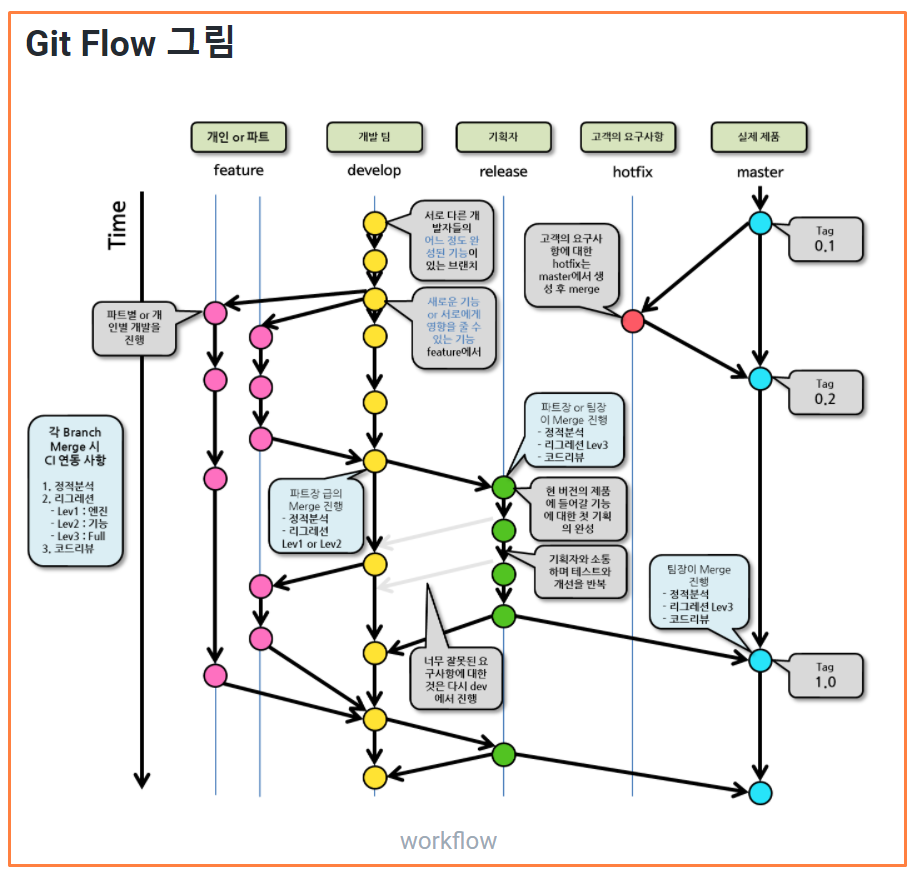 Git Flow 그림
개인 or 파트
개발 팀
기획자
고객의 요구사항
실제 제품
feature
develop
release
hotfix
master
Time
서로 다른 개
발자들의
어느 정도 완
성된 기능이
있는 브랜치
고객의 요구사
항에 대한
hotfix는
master에서 생
성 후 merge
Tag
0.1
파트별 or 개
인별 개발을
진행
새로운 기능
or 서로에게
영향을 줄 수
있는 기능
feature에서
Tag
0.2
각 Branch
Merge 시
CI 연동 사항
1. 정적분석
2. 리그레션
- Lev1 : 엔진
- Lev2 : 기능
- Lev3 : Full
3. 코드리뷰
파트장 or 팀장
이 Merge 진행
- 정적분석
- 리그레션 Lev3
- 코드리뷰
파트장 급의
Merge 진행
- 정적분석
- 리그레션
Lev1 or Lev2
현 버전의 제품
에 들어갈 기능
에 대한 첫 기획
의 완성
기획자와 소통
하며 테스트와
개선을 반복
팀장이 Merge
진행
- 정적분석
- 리그레션 Lev3
- 코드리뷰
너무 잘못된 요
구사항에 대한
것은 다시 dev
에서 진행
Tag
1.0
workflow